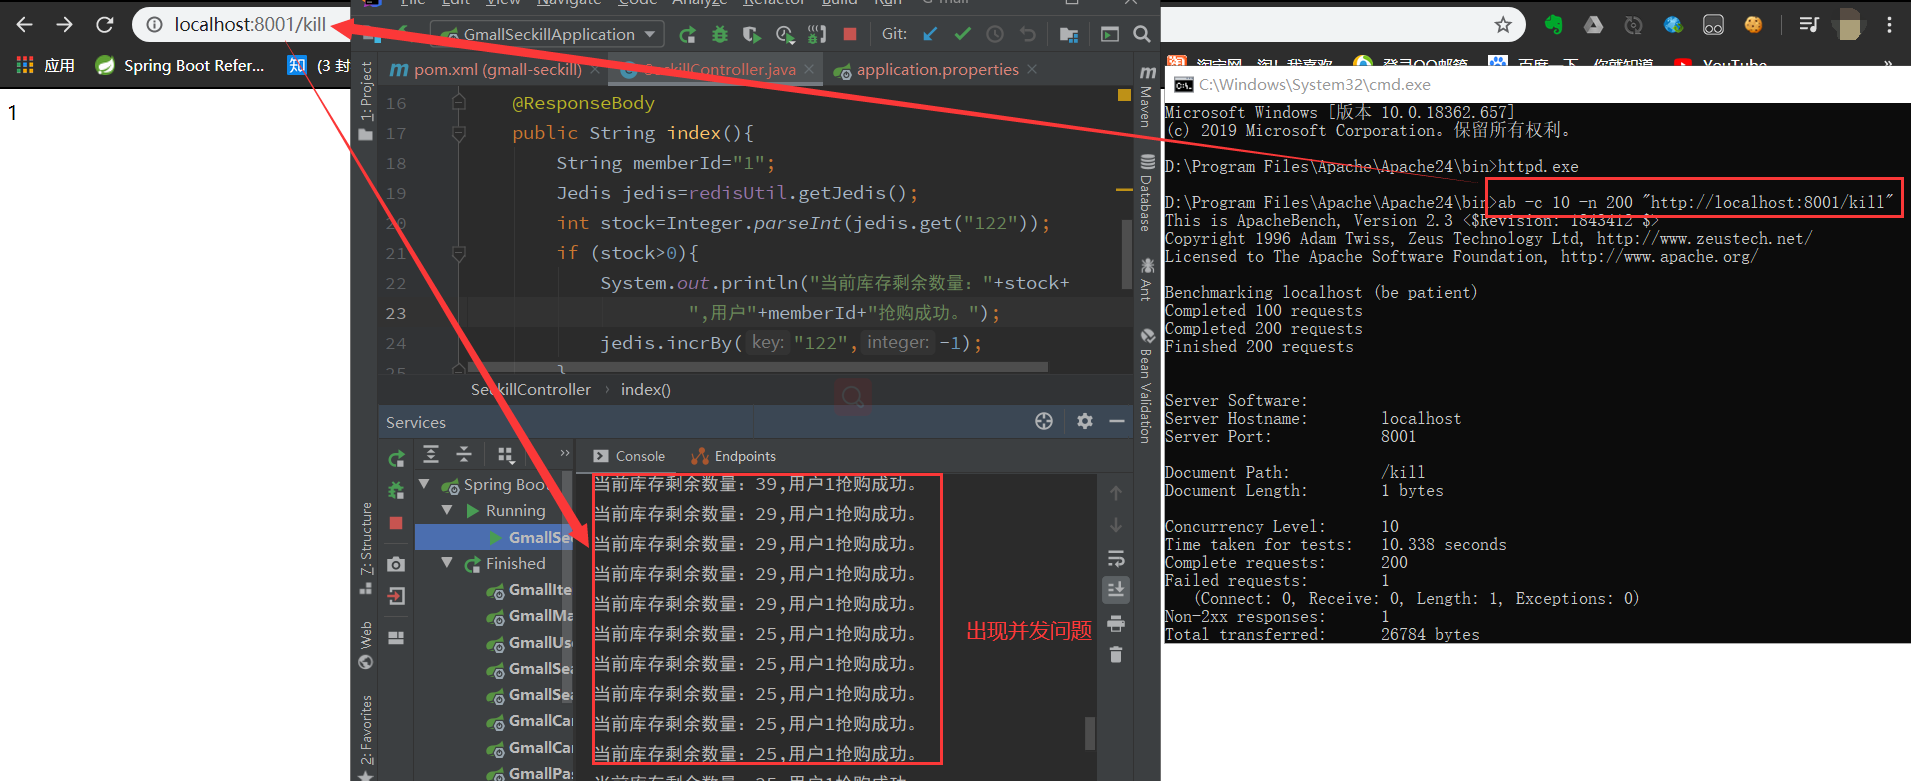 localhost:8001/kill
应用
Spring Boot Refer...
知
(3 封
1
File Edit View Navigate Code Analyze Refactor Build Run
GmallSeckillApplication
Git:
pom.xml (gmall-seckill)
SeckillController.java
application.properties
1: Project
16 @ResponseBody
17 public String index(){
18 String memberId="1";
19 Jedis jedis=redisUtil.getJedis();
20 int stock=Integer.parseInt(jedis.get("122"));
21 if (stock>0){
22 System.out.println("当前库存剩余数量: "+stock+
23 ",用户"+memberId+"抢购成功。");
24 jedis.incrBy( key: "122", integer: -1);
25 }
SeckillController › index()
Maven
Database
Ant
Bean Validation
Services
Console
Endpoints
Spring Boot
Running
GmallSe
Finished
GmallIte
GmallMa
GmallUs
GmallSea
GmallSea
GmallCar
GmallCar
GmallPas
7: Structure
Web
2: Favorites
当前库存剩余数量: 39,用户1抢购成功。
当前库存剩余数量: 29,用户1抢购成功。
当前库存剩余数量: 29,用户1抢购成功。
当前库存剩余数量: 29,用户1抢购成功。
当前库存剩余数量: 29,用户1抢购成功。
当前库存剩余数量: 25,用户1抢购成功。
当前库存剩余数量: 25,用户1抢购成功。
当前库存剩余数量: 25,用户1抢购成功。
当前库存剩余数量: 25,用户1抢购成功。
当前库存剩余数量: 25,用户1抢购成功。
当前库存剩余数量: 25,用户1抢购成功。
出现并发问题
淘宝网 - 淘！我喜欢
登录QQ邮箱
百度一下，你就知道
YouTube
C:\Windows\System32\cmd.exe
Microsoft Windows [版本 10.0.18362.657]
(c) 2019 Microsoft Corporation。保留所有权利。
D:\Program Files\Apache\Apache24\bin>httpd.exe
D:\Program Files\Apache\Apache24\bin>ab -c 10 -n 200 "http://localhost:8001/kill"
This is ApacheBench, Version 2.3 <$Revision: 1843412 $>
Copyright 1996 Adam Twiss, Zeus Technology Ltd, http://www.zeustech.net/
Licensed to The Apache Software Foundation, http://www.apache.org/
Benchmarking localhost (be patient)
Completed 100 requests
Completed 200 requests
Finished 200 requests
Server Software:
Server Hostname: localhost
Server Port: 8001
Document Path: /kill
Document Length: 1 bytes
Concurrency Level: 10
Time taken for tests: 10.338 seconds
Complete requests: 200
Failed requests: 1
(Connect: 0, Receive: 0, Length: 1, Exceptions: 0)
Non-2xx responses: 1
Total transferred: 26784 bytes